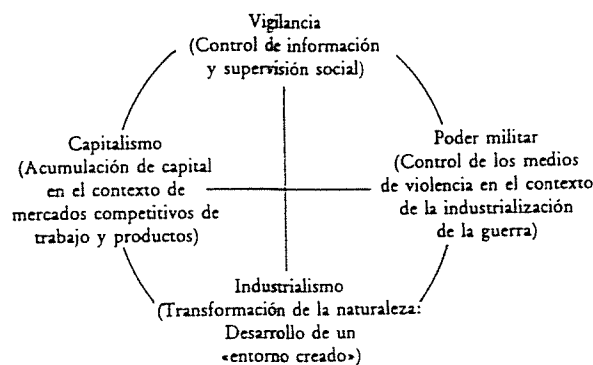 Vigilancia
(Control de información
y supervisión social)
Capitalismo
(Acumulación de capital
en el contexto de
mercados competitivos de
trabajo y productos)
Poder militar
(Control de los medios
de violencia en el contexto
de la industrialización
de la guerra)
Industrialismo
(Transformación de la naturaleza:
Desarrollo de un
«entorno creado»)